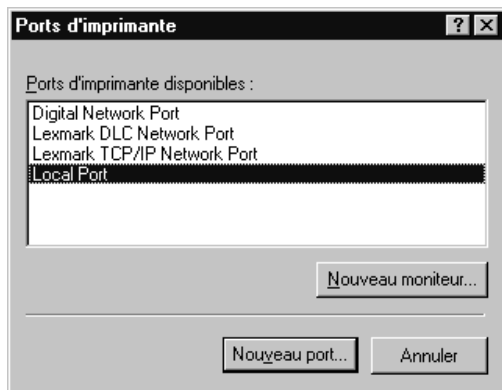 Ports d'imprimante
Ports d'imprimante disponibles :
Digital Network Port
Lexmark DLC Network Port
Lexmark TCP/IP Network Port
Local Port
Nouveau moniteur...
Nouveau port...
Annuler